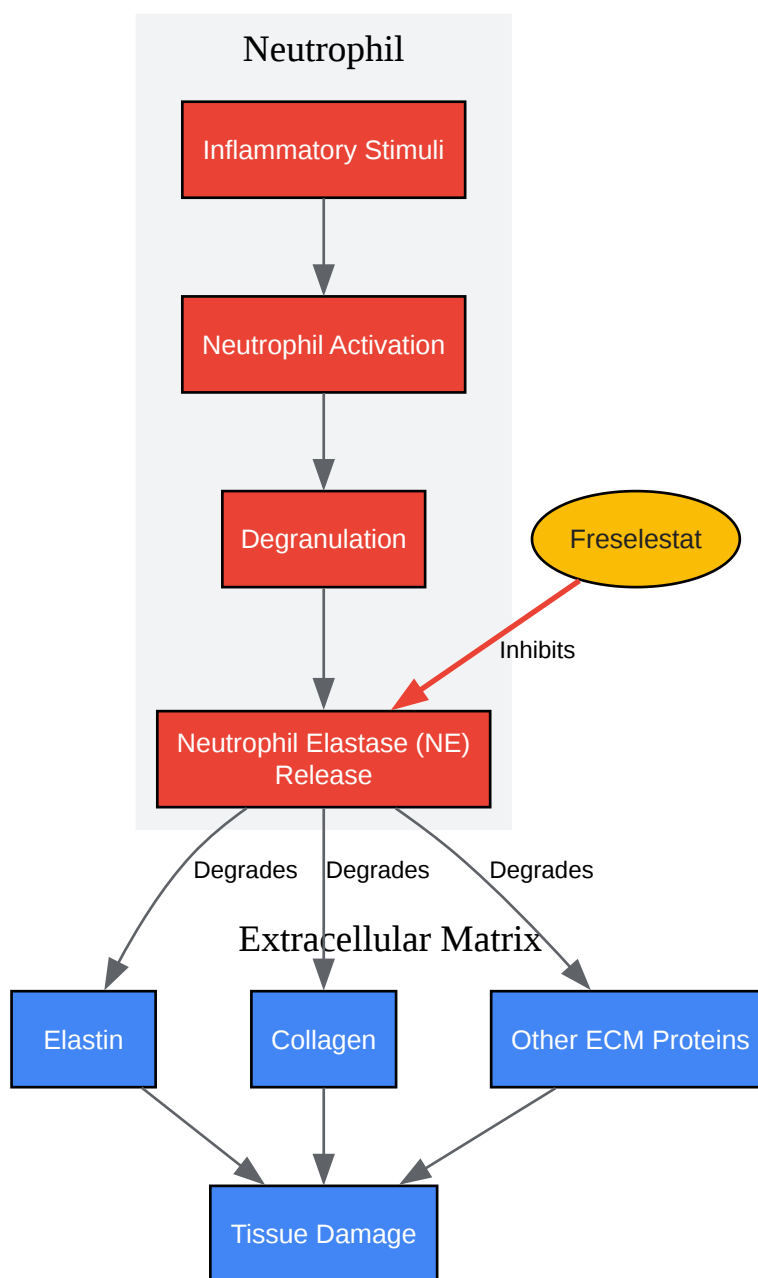 Neutrophil
Inflammatory Stimuli
Neutrophil Activation
Degranulation
Freselestat
Inhibits
Neutrophil Elastase (NE)
Release
Degrades
Degrades
Degrades
Extracellular Matrix
Elastin
Collagen
Other ECM Proteins
Tissue Damage